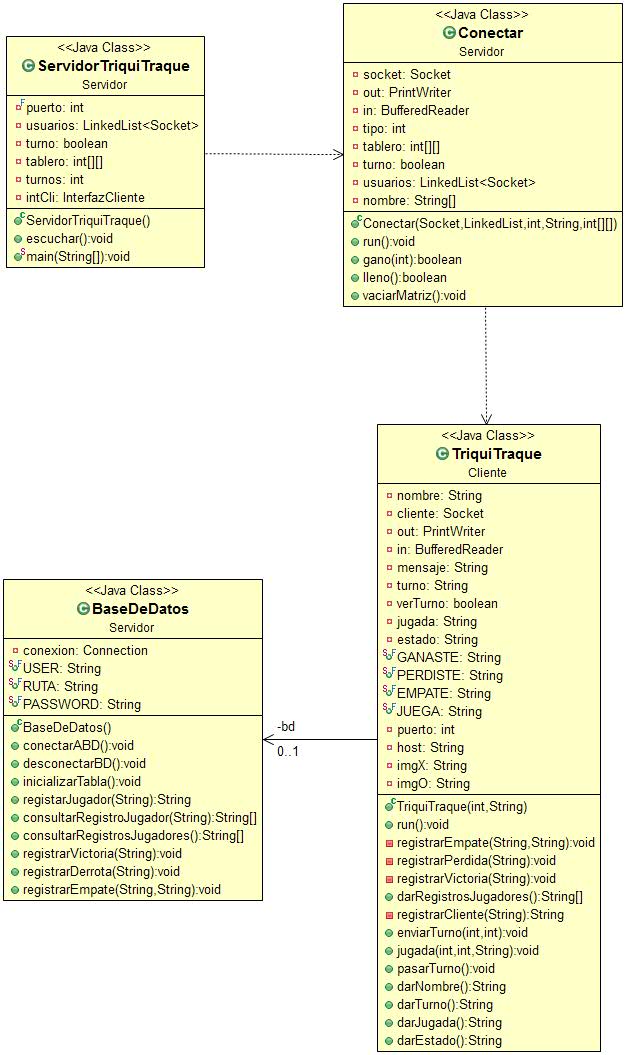 <<Java Class>>
ServidorTriquiTraque
Servidor
puerto: int
usuarios: LinkedList<Socket>
turno: boolean
tablero: int[][]
turnos: int
intCli: InterfazCliente
ServidorTriquiTraque()
escuchar():void
main(String[]):void
<<Java Class>>
Conectar
Servidor
socket: Socket
out: PrintWriter
in: BufferedReader
tipo: int
tablero: int[][]
turno: boolean
usuarios: LinkedList<Socket>
nombre: String[]
Conectar(Socket,LinkedList,int,String,int[][])
run():void
gano(int):boolean
lleno():boolean
vaciarMatriz():void
<<Java Class>>
TriquiTraque
Cliente
nombre: String
cliente: Socket
out: PrintWriter
in: BufferedReader
mensaje: String
turno: String
verTurno: boolean
jugada: String
estado: String
GANASTE: String
PERDISTE: String
EMPATE: String
JUEGA: String
puerto: int
host: String
imgX: String
imgO: String
TriquiTraque(int,String)
run():void
registrarEmpate(String,String):void
registrarPerdida(String):void
registrarVictoria(String):void
darRegistrosJugadores():String[]
registrarCliente(String):String
enviarTurno(int,int):void
jugada(int,int,String):void
pasarTurno():void
darNombre():String
darTurno():String
darJugada():String
darEstado():String
<<Java Class>>
BaseDeDatos
Servidor
conexion: Connection
USER: String
RUTA: String
PASSWORD: String
BaseDeDatos()
conectarABD():void
desconectarBD():void
inicializarTabla():void
registarJugador(String):String
consultarRegistroJugador(String):String[]
consultarRegistrosJugadores():String[]
registrarVictoria(String):void
registrarDerrota(String):void
registrarEmpate(String,String):void
-bd
0..1